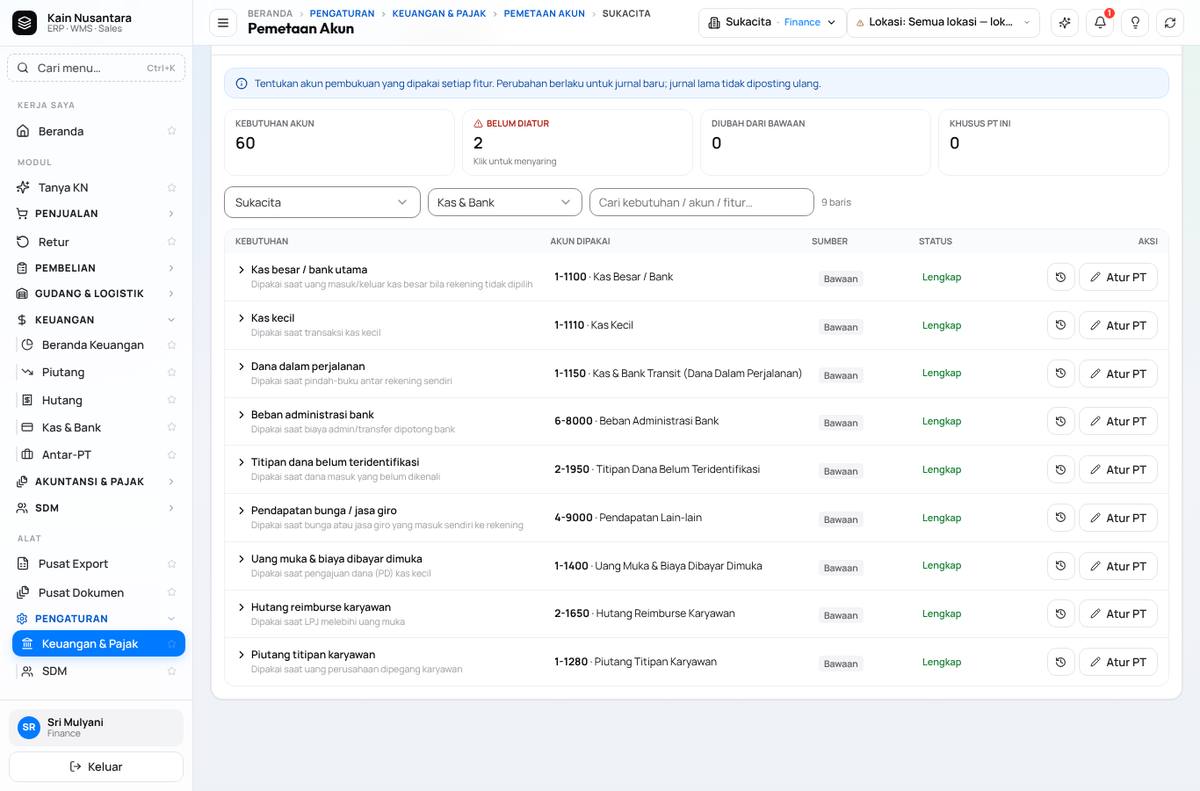 Kain Nusantara
ERP · WMS · Sales
Cari menu...
Ctrl+K
KERJA SAYA
Beranda
MODUL
Tanya KN
PENJUALAN
Retur
PEMBELIAN
GUDANG & LOGISTIK
KEUANGAN
Beranda Keuangan
Piutang
Hutang
Kas & Bank
Antar-PT
AKUNTANSI & PAJAK
SDM
ALAT
Pusat Export
Pusat Dokumen
PENGATURAN
Keuangan & Pajak
SDM
SR
Sri Mulyani
Finance
Keluar
BERANDA > PENGATURAN > KEUANGAN & PAJAK > PEMETAAN AKUN > SUKACITA
Pemetaan Akun
Sukacita · Finance
Lokasi: Semua lokasi — lok...
1
Tentukan akun pembukuan yang dipakai setiap fitur. Perubahan berlaku untuk jurnal baru; jurnal lama tidak diposting ulang.
KEBUTUHAN AKUN
60
BELUM DIATUR
2
Klik untuk menyaring
DIUBAH DARI BAWAAN
0
KHUSUS PT INI
0
Sukacita
Kas & Bank
Cari kebutuhan / akun / fitur...
9 baris
KEBUTUHAN AKUN DIPAKAI SUMBER STATUS AKSI
Kas besar / bank utama
Dipakai saat uang masuk/keluar kas besar bila rekening tidak dipilih
1-1100 · Kas Besar / Bank
Bawaan
Lengkap
Atur PT
Kas kecil
Dipakai saat transaksi kas kecil
1-1110 · Kas Kecil
Bawaan
Lengkap
Atur PT
Dana dalam perjalanan
Dipakai saat pindah-buku antar rekening sendiri
1-1150 · Kas & Bank Transit (Dana Dalam Perjalanan)
Bawaan
Lengkap
Atur PT
Beban administrasi bank
Dipakai saat biaya admin/transfer dipotong bank
6-8000 · Beban Administrasi Bank
Bawaan
Lengkap
Atur PT
Titipan dana belum teridentifikasi
Dipakai saat dana masuk yang belum dikenali
2-1950 · Titipan Dana Belum Teridentifikasi
Bawaan
Lengkap
Atur PT
Pendapatan bunga / jasa giro
Dipakai saat bunga atau jasa giro yang masuk sendiri ke rekening
4-9000 · Pendapatan Lain-lain
Bawaan
Lengkap
Atur PT
Uang muka & biaya dibayar dimuka
Dipakai saat pengajuan dana (PD) kas kecil
1-1400 · Uang Muka & Biaya Dibayar Dimuka
Bawaan
Lengkap
Atur PT
Hutang reimburse karyawan
Dipakai saat LPJ melebihi uang muka
2-1650 · Hutang Reimburse Karyawan
Bawaan
Lengkap
Atur PT
Piutang titipan karyawan
Dipakai saat uang perusahaan dipegang karyawan
1-1280 · Piutang Titipan Karyawan
Bawaan
Lengkap
Atur PT